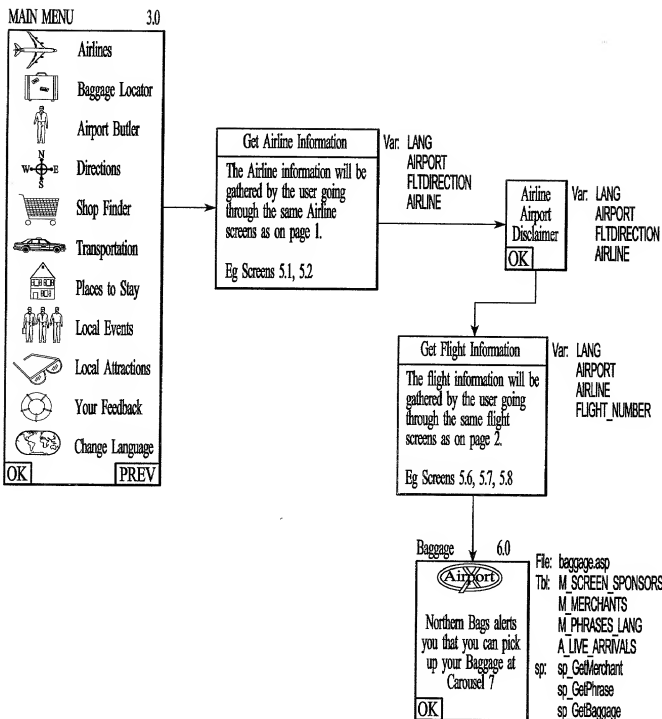 MAIN MENU 3.0
Airlines
Baggage Locator
Airport Butler
N
W E
S
Directions
Shop Finder
Transportation
Places to Stay
Local Events
Local Attractions
Your Feedback
Change Language
OK PREV
Get Airline Information
The Airline information will be
gathered by the user going
through the same Airline
screens as on page 1.
Eg Screens 5.1, 5.2
Var: LANG
AIRPORT
FLTDIRECTION
AIRLINE
Airline
Airport
Disclaimer
OK
Var: LANG
AIRPORT
FLTDIRECTION
AIRLINE
Get Flight Information
The flight information will be
gathered by the user going
through the same flight
screens as on page 2.
Eg Screens 5.6, 5.7, 5.8
Var: LANG
AIRPORT
AIRLINE
FLIGHT_NUMBER
Baggage 6.0
Airport
Northern Bags alerts
you that you can pick
up your Baggage at
Carousel 7
OK
File: baggage.asp
Tbl: M_SCREEN_SPONSORS
M_MERCHANTS
M_PHRASES_LANG
A_LIVE_ARRIVALS
sp: sp_GetMerchant
sp_GetPhrase
sp_GetBaggage